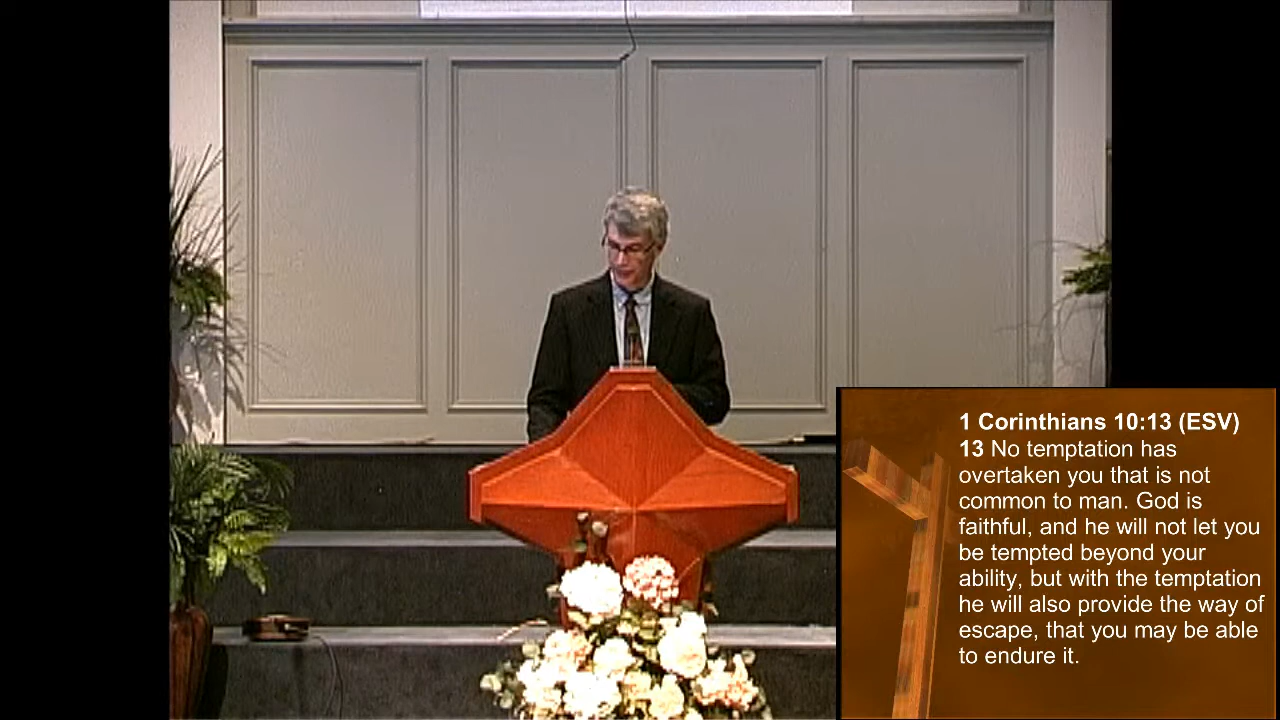 1 Corinthians 10:13 (ESV)
13 No temptation has
overtaken you that is not
common to man. God is
faithful, and he will not let you
be tempted beyond your
ability, but with the temptation
he will also provide the way of
escape, that you may be able
to endure it.